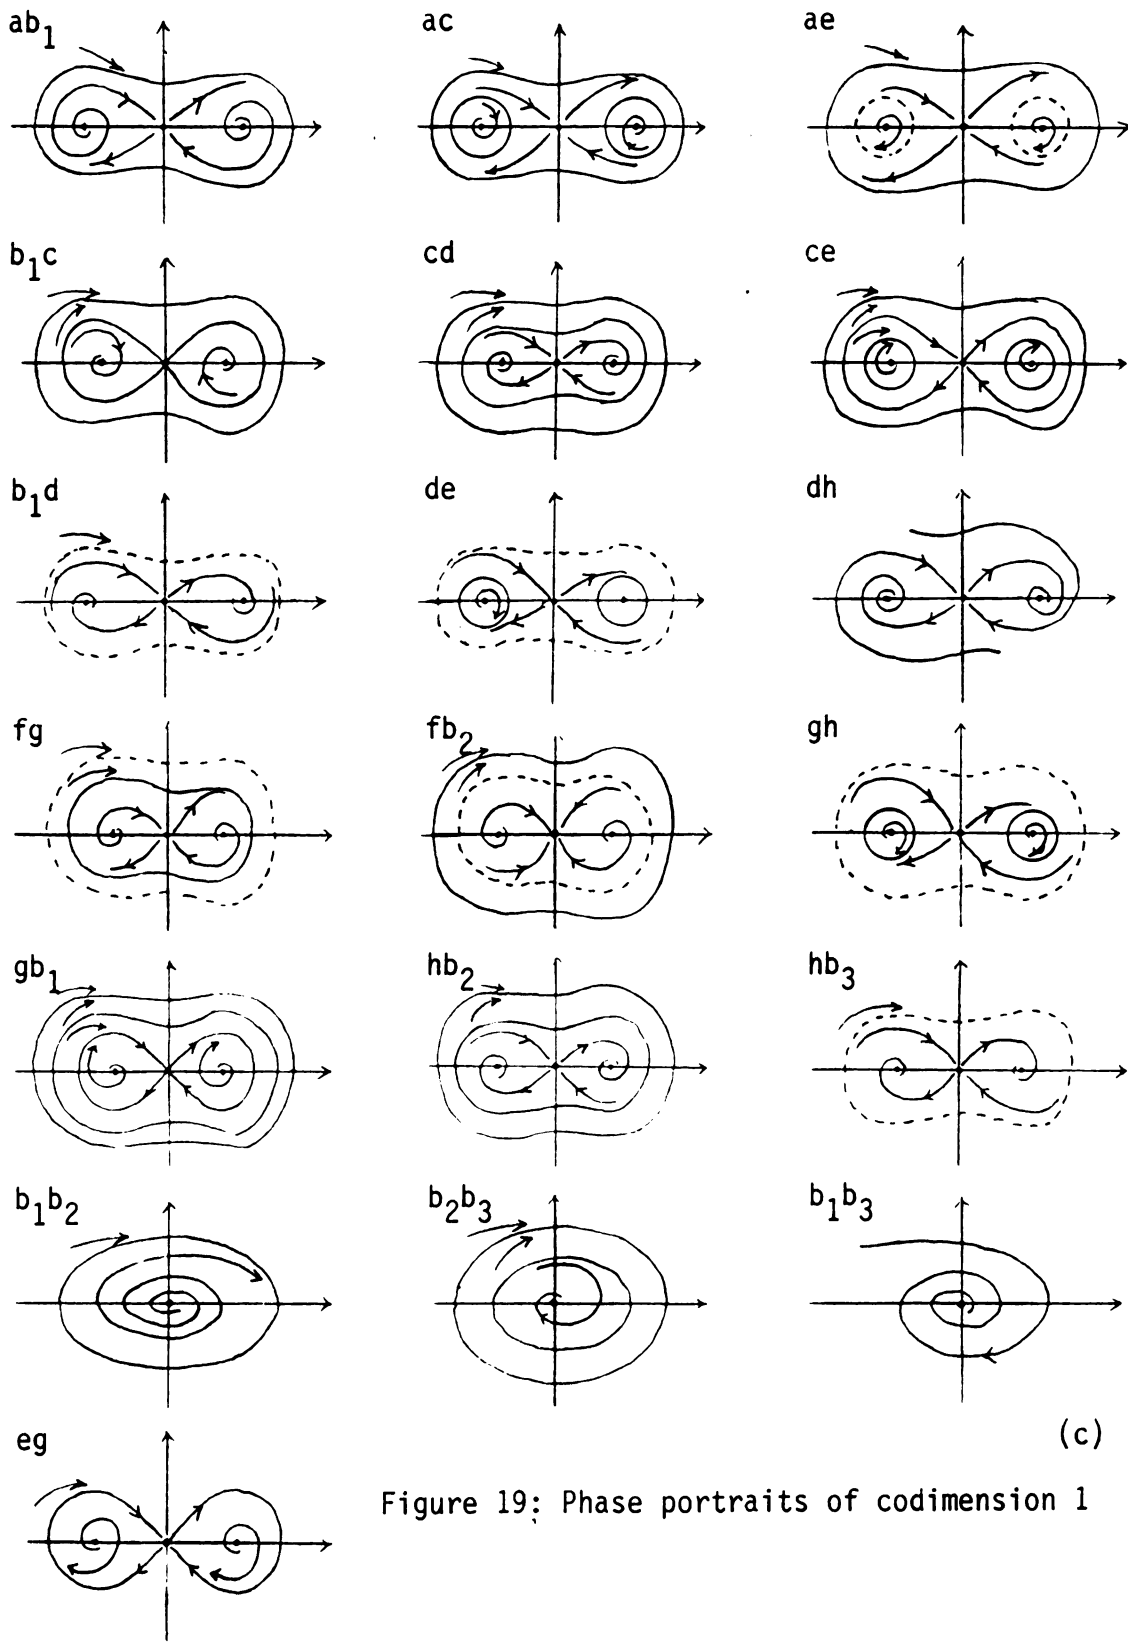 ab₁ ac ae
b₁c cd ce
b₁d de dh
fg fb₂ gh
gb₁ hb₂ hb₃
b₁b₂ b₂b₃ b₁b₃
eg
(c)
Figure 19: Phase portraits of codimension 1